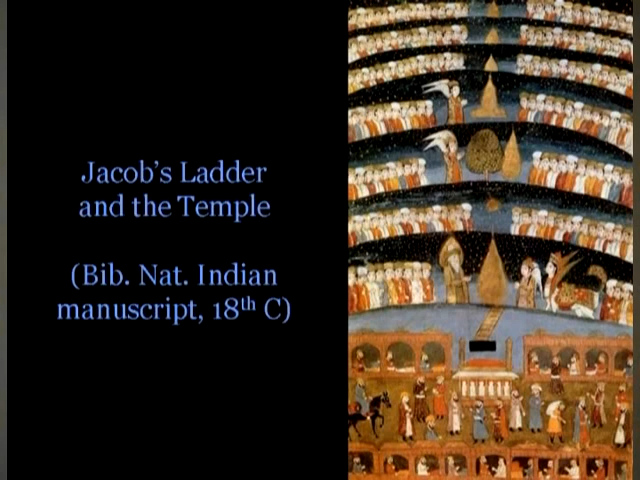 Jacob's Ladder
and the Temple
(Bib. Nat. Indian
manuscript, 18th C)